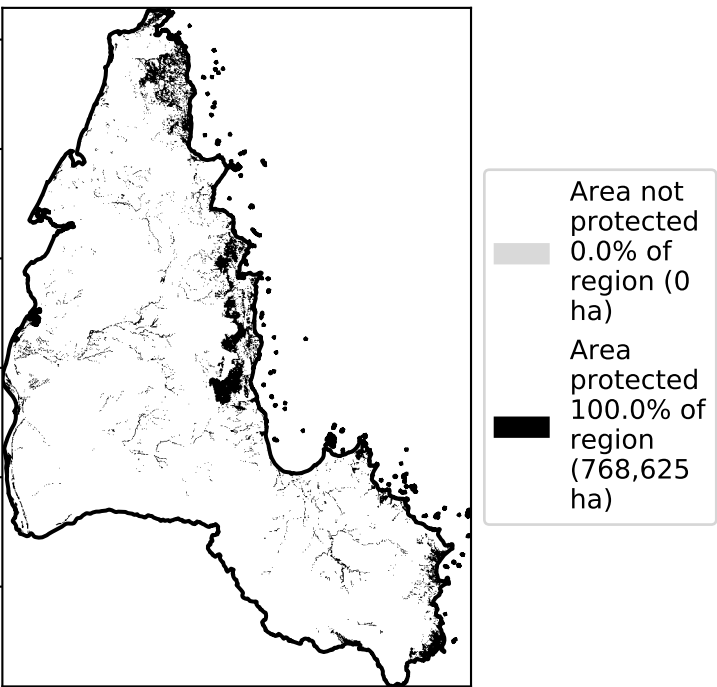 Area not
protected
0.0% of
region (0
ha)
Area
protected
100.0% of
region
(768,625
ha)